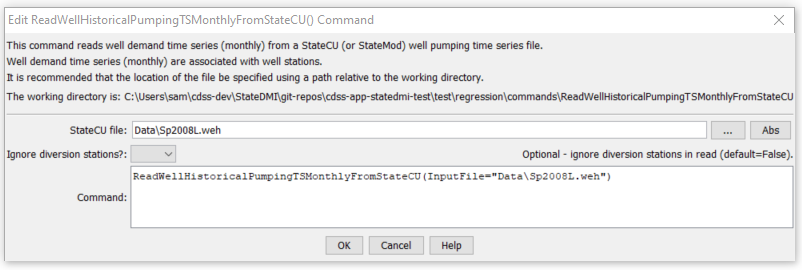 Edit ReadWellHistoricalPumpingTSMonthlyFromStateCU() Command
This command reads well demand time series (monthly) from a StateCU (or StateMod) well pumping time series file.
Well demand time series (monthly) are associated with well stations.
It is recommended that the location of the file be specified using a path relative to the working directory.
The working directory is: C:\Users\sam\cdss-dev\StateDMI\git-repos\cdss-app-statedmi-test\test\regression\commands\ReadWellHistoricalPumpingTSMonthlyFromStateCU
StateCU file: Data\Sp2008L.weh ... Abs
Ignore diversion stations?: Optional - ignore diversion stations in read (default=False).
Command: ReadWellHistoricalPumpingTSMonthlyFromStateCU(InputFile="Data\Sp2008L.weh")
OK Cancel Help